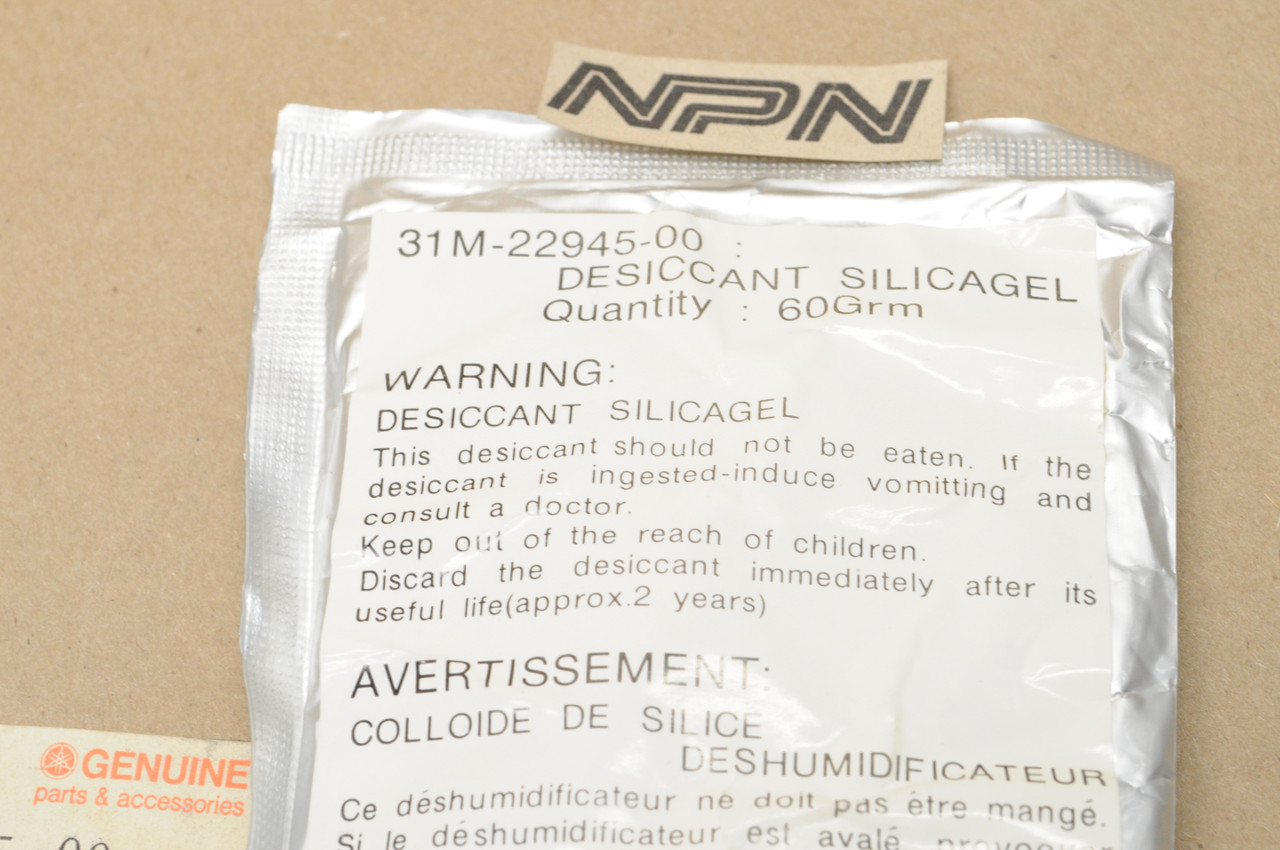 NPN
31M-22945-00 :
DESICCANT SILICAGEL
Quantity : 60Grm
WARNING:
DESICCANT SILICAGEL
This desiccant should not be eaten. If the
desiccant is ingested-induce vomitting and
consult a doctor.
Keep out of the reach of children.
Discard the desiccant immediately after its
useful life(approx.2 years)
AVERTISSEMENT:
COLLOIDE DE SILICE
DESHUMIDIFICATEUR
Ce déshumidificateur ne doit pas être mangé.
Si le déshumidificateur est avalé provoquer
GENUINE
parts & accessories